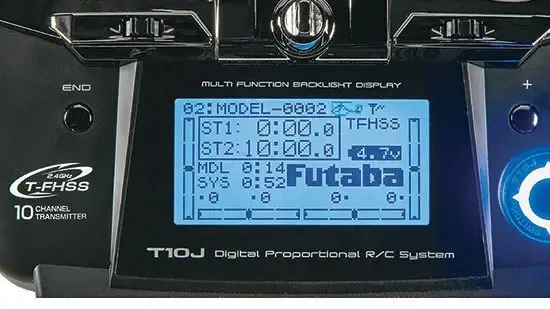 MULTI FUNCTION BACKLIGHT DISPLAY
END
+
02:MODEL-0002
TFHSS
ST1: 0:00.0
ST2:10:00.0
4.7V
MDL 0:14
SYS 0:52
Futaba
0 0 0 0
2.4GHz
T-FHSS
10 CHANNEL
TRANSMITTER
T10J Digital Proportional R/C System